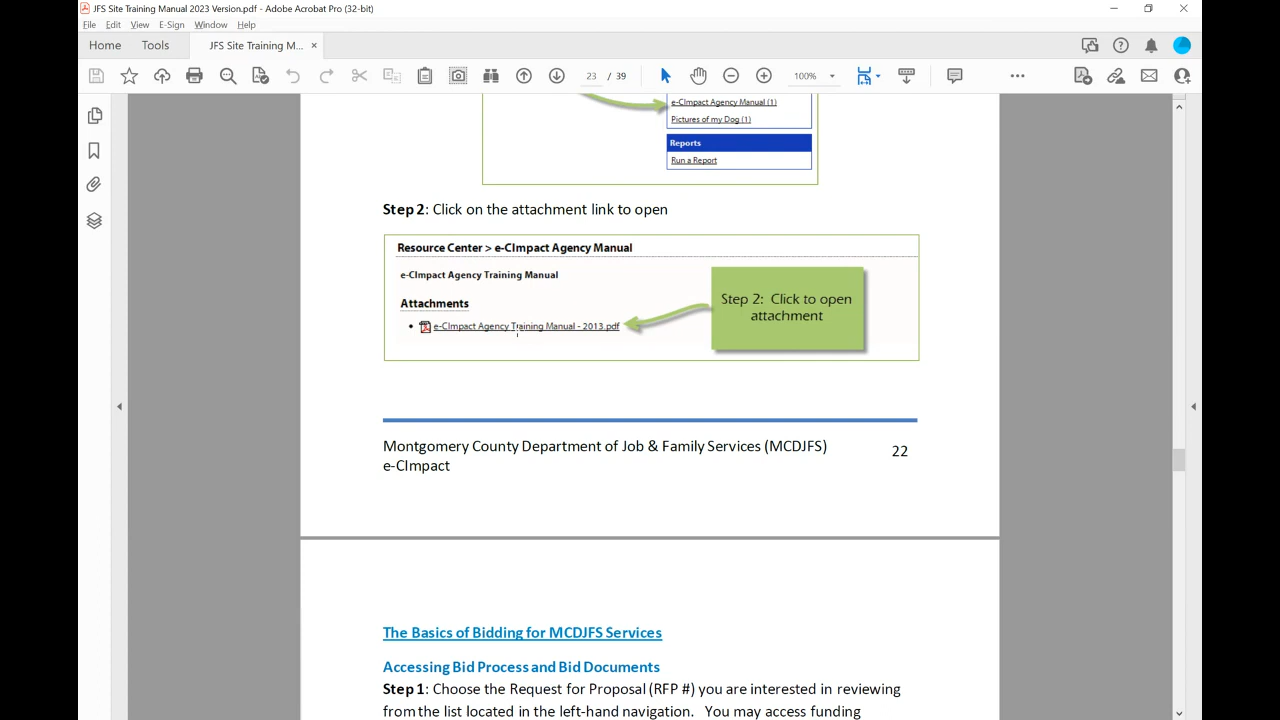 JFS Site Training Manual 2023 Version.pdf - Adobe Acrobat Pro (32-bit)
File Edit View E-Sign Window Help
Home Tools JFS Site Training M... ×
23 / 39 100%
e-CImpact Agency Manual (1)
Pictures of my Dog (1)
Reports
Run a Report
Step 2: Click on the attachment link to open
Resource Center > e-CImpact Agency Manual
e-CImpact Agency Training Manual
Attachments
• e-CImpact Agency Training Manual - 2013.pdf
Step 2: Click to open
attachment
Montgomery County Department of Job & Family Services (MCDJFS) 22
e-CImpact
The Basics of Bidding for MCDJFS Services
Accessing Bid Process and Bid Documents
Step 1: Choose the Request for Proposal (RFP #) you are interested in reviewing
from the list located in the left-hand navigation. You may access funding